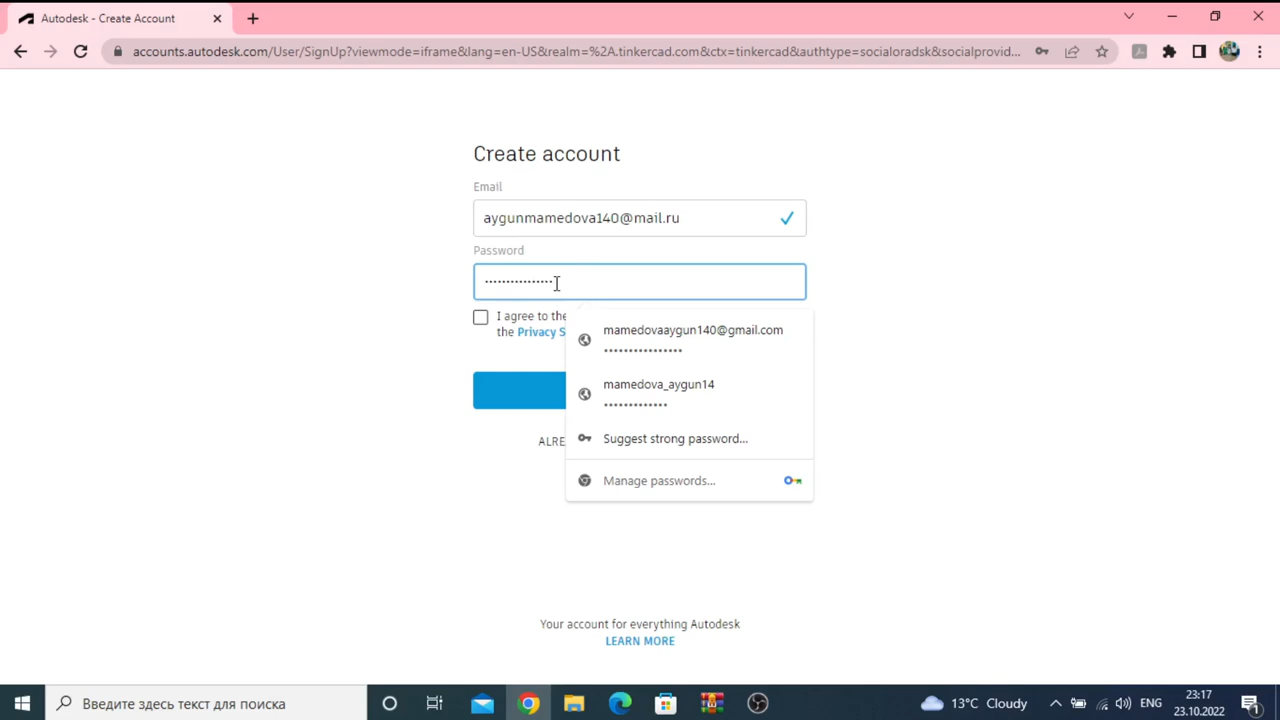 Autodesk - Create Account
accounts.autodesk.com/User/SignUp?viewmode=iframe&lang=en-US&realm=%2A.tinkercad.com&ctx=tinkercad&authtype=socialoradsk&socialprovid...
Create account
Email
aygunmamedova140@mail.ru
Password
••••••••••••••••
I agree to the
the Privacy S
mamedovaaygun140@gmail.com
••••••••••••••••
mamedova_aygun14
•••••••••••••
Suggest strong password...
ALRE
Manage passwords...
Your account for everything Autodesk
LEARN MORE
Введите здесь текст для поиска
13°C Cloudy
ENG
23:17
23.10.2022
1